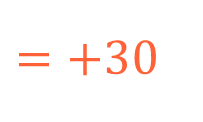 = +30